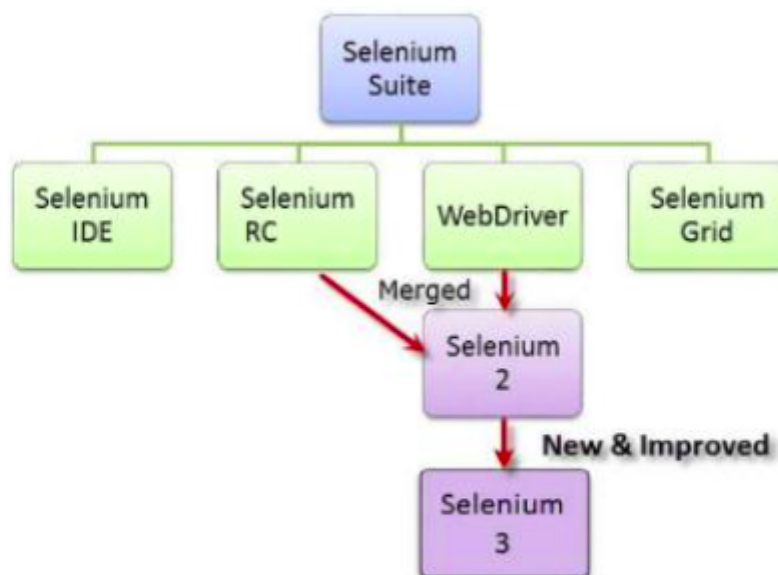 Selenium
Suite
Selenium
IDE
Selenium
RC
WebDriver
Selenium
Grid
Merged
Selenium
2
New & Improved
Selenium
3